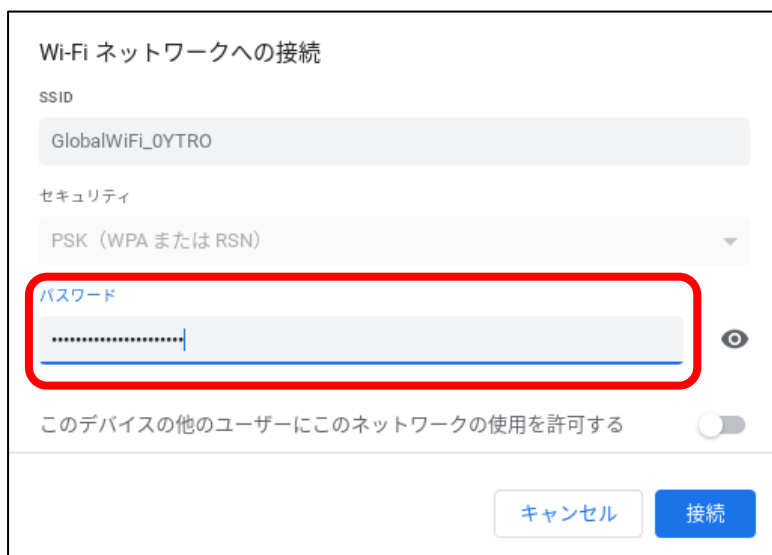 Wi-Fi ネットワークへの接続
SSID
GlobalWiFi_0YTRO
セキュリティ
PSK（WPA または RSN）
パスワード
••••••••••••••••••••••
このデバイスの他のユーザーにこのネットワークの使用を許可する
キャンセル
接続